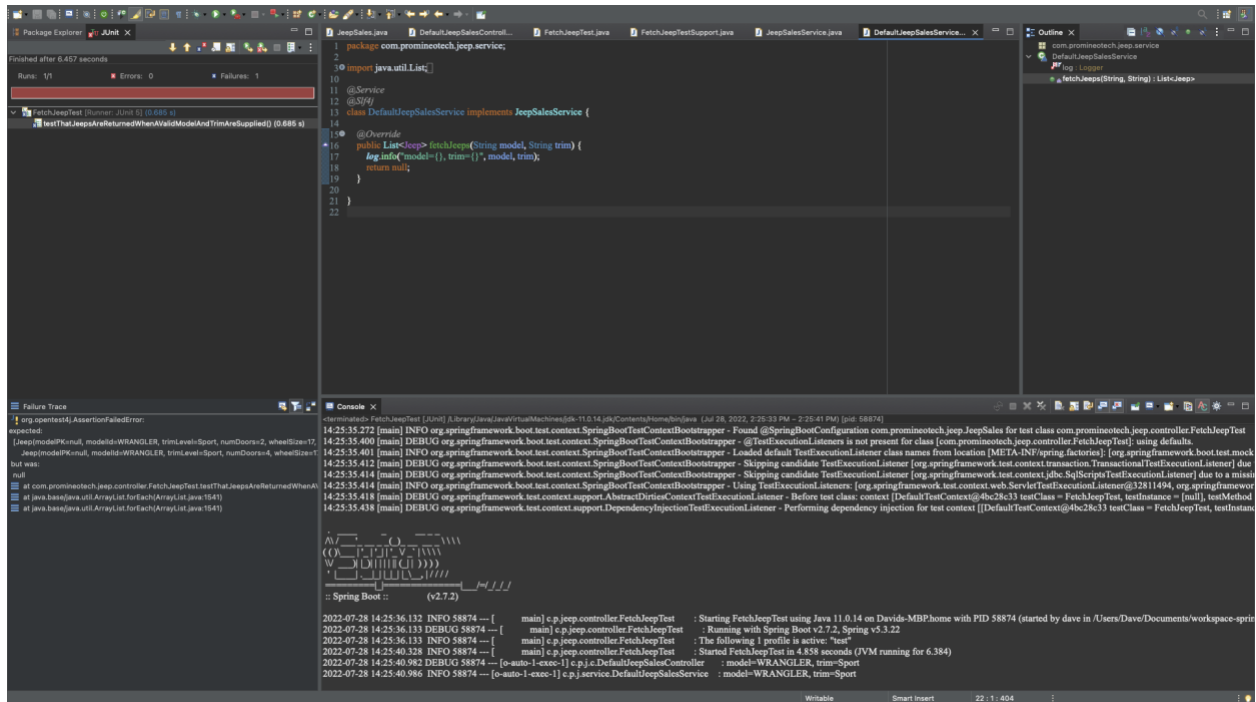 Package Explorer
JUnit
Finished after 6.457 seconds
Runs: 1/1
Errors: 0
Failures: 1
FetchJeepTest [Runner: JUnit 5] (0.685 s)
testThatJeepsAreReturnedWhenAValidModelAndTrimAreSupplied() (0.685 s)
JeepSales.java
DefaultJeepSalesControll...
FetchJeepTest.java
FetchJeepTestSupport.java
JeepSalesService.java
DefaultJeepSalesService...
1 package com.promineotech.jeep.service;
2
3 import java.util.List;
10
11 @Service
12 @Slf4j
13 class DefaultJeepSalesService implements JeepSalesService {
14
15 @Override
16 public List<Jeep> fetchJeeps(String model, String trim) {
17 log.info("model={}, trim={}", model, trim);
18 return null;
19 }
20
21 }
22
Outline
com.promineotech.jeep.service
DefaultJeepSalesService
log : Logger
fetchJeeps(String, String) : List<Jeep>
Failure Trace
org.opentest4j.AssertionFailedError:
expected:
[Jeep(modelPK=null, modelId=WRANGLER, trimLevel=Sport, numDoors=2, wheelSize=17,
Jeep(modelPK=null, modelId=WRANGLER, trimLevel=Sport, numDoors=4, wheelSize=1
but was:
null
at com.promineotech.jeep.controller.FetchJeepTest.testThatJeepsAreReturnedWhenAV
at java.base/java.util.ArrayList.forEach(ArrayList.java:1541)
at java.base/java.util.ArrayList.forEach(ArrayList.java:1541)
Console
<terminated> FetchJeepTest [JUnit] /Library/Java/JavaVirtualMachines/jdk-11.0.14.jdk/Contents/Home/bin/java (Jul 28, 2022, 2:25:33 PM – 2:25:41 PM) [pid: 58874]
14:25:35.272 [main] INFO org.springframework.boot.test.context.SpringBootTestContextBootstrapper - Found @SpringBootConfiguration com.promineotech.jeep.JeepSales for test class com.promineotech.jeep.controller.FetchJeepTest
14:25:35.400 [main] DEBUG org.springframework.boot.test.context.SpringBootTestContextBootstrapper - @TestExecutionListeners is not present for class [com.promineotech.jeep.controller.FetchJeepTest]: using defaults.
14:25:35.401 [main] INFO org.springframework.boot.test.context.SpringBootTestContextBootstrapper - Loaded default TestExecutionListener class names from location [META-INF/spring.factories]: [org.springframework.boot.test.mock
14:25:35.412 [main] DEBUG org.springframework.boot.test.context.SpringBootTestContextBootstrapper - Skipping candidate TestExecutionListener [org.springframework.test.context.transaction.TransactionalTestExecutionListener] due
14:25:35.414 [main] DEBUG org.springframework.boot.test.context.SpringBootTestContextBootstrapper - Skipping candidate TestExecutionListener [org.springframework.test.context.jdbc.SqlScriptsTestExecutionListener] due to a missin
14:25:35.414 [main] INFO org.springframework.boot.test.context.SpringBootTestContextBootstrapper - Using TestExecutionListeners: [org.springframework.test.context.web.ServletTestExecutionListener@32811494, org.springframewor
14:25:35.418 [main] DEBUG org.springframework.test.context.support.AbstractDirtiesContextTestExecutionListener - Before test class: context [DefaultTestContext@4bc28c33 testClass = FetchJeepTest, testInstance = [null], testMethod
14:25:35.438 [main] DEBUG org.springframework.test.context.support.DependencyInjectionTestExecutionListener - Performing dependency injection for test context [[DefaultTestContext@4bc28c33 testClass = FetchJeepTest, testInstanc
:: Spring Boot :: (v2.7.2)
2022-07-28 14:25:36.132 INFO 58874 --- [ main] c.p.jeep.controller.FetchJeepTest : Starting FetchJeepTest using Java 11.0.14 on Davids-MBP.home with PID 58874 (started by dave in /Users/Dave/Documents/workspace-sprin
2022-07-28 14:25:36.133 DEBUG 58874 --- [ main] c.p.jeep.controller.FetchJeepTest : Running with Spring Boot v2.7.2, Spring v5.3.22
2022-07-28 14:25:36.133 INFO 58874 --- [ main] c.p.jeep.controller.FetchJeepTest : The following 1 profile is active: "test"
2022-07-28 14:25:40.328 INFO 58874 --- [ main] c.p.jeep.controller.FetchJeepTest : Started FetchJeepTest in 4.858 seconds (JVM running for 6.384)
2022-07-28 14:25:40.982 DEBUG 58874 --- [o-auto-1-exec-1] c.p.j.c.DefaultJeepSalesController : model=WRANGLER, trim=Sport
2022-07-28 14:25:40.986 INFO 58874 --- [o-auto-1-exec-1] c.p.j.service.DefaultJeepSalesService : model=WRANGLER, trim=Sport
Writable
Smart Insert
22 : 1 : 404